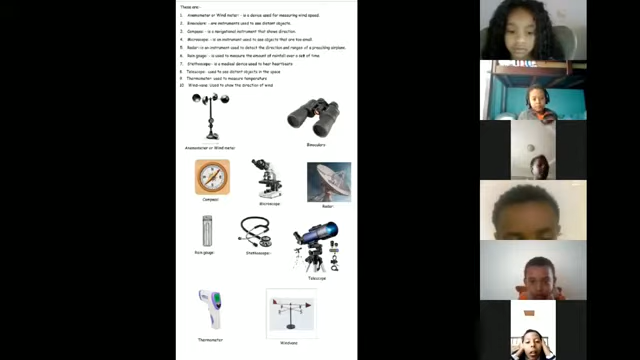 These are:-
1. Anemometer or Wind meter :- is a device used for measuring wind speed.
2. Binoculars:- are instruments used to see distant objects.
3. Compass:- is a navigational instrument that shows direction.
4. Microscope:- is an instrument used to see objects that are too small.
5. Radar:-is an instrument used to detect the direction and ranges of a preaching airplane.
6. Rain gauge:- is used to measure the amount of rainfall over a set of time.
7. Stethoscope:- is a medical device used to hear heartbeats
8. Telescope:- used to see distant objects in the space
9. Thermometer:-used to measure temperature
10. Wind-vane:-used to show the direction of wind
Anemometer or Wind meter
Binoculars
Compass:
Microscope:
Radar:
Rain gauge:
Stethoscope:-
Telescope
Thermometer
Windvane